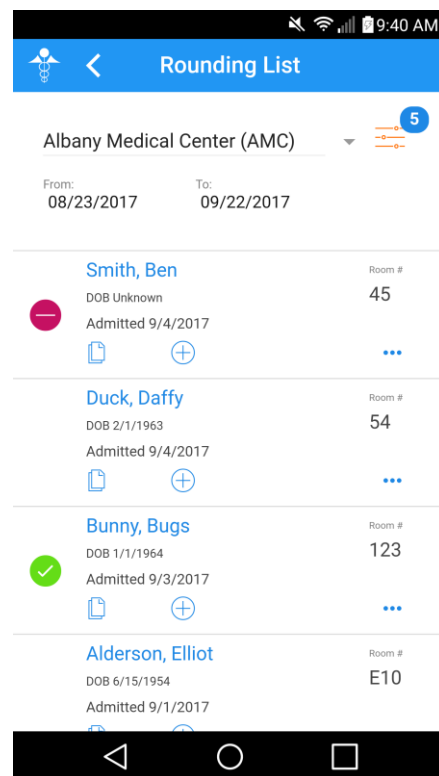 9:40 AM
Rounding List
5
Albany Medical Center (AMC)
From: To:
08/23/2017 09/22/2017
Smith, Ben Room #
DOB Unknown 45
Admitted 9/4/2017
Duck, Daffy Room #
DOB 2/1/1963 54
Admitted 9/4/2017
Bunny, Bugs Room #
DOB 1/1/1964 123
Admitted 9/3/2017
Alderson, Elliot Room #
DOB 6/15/1954 E10
Admitted 9/1/2017